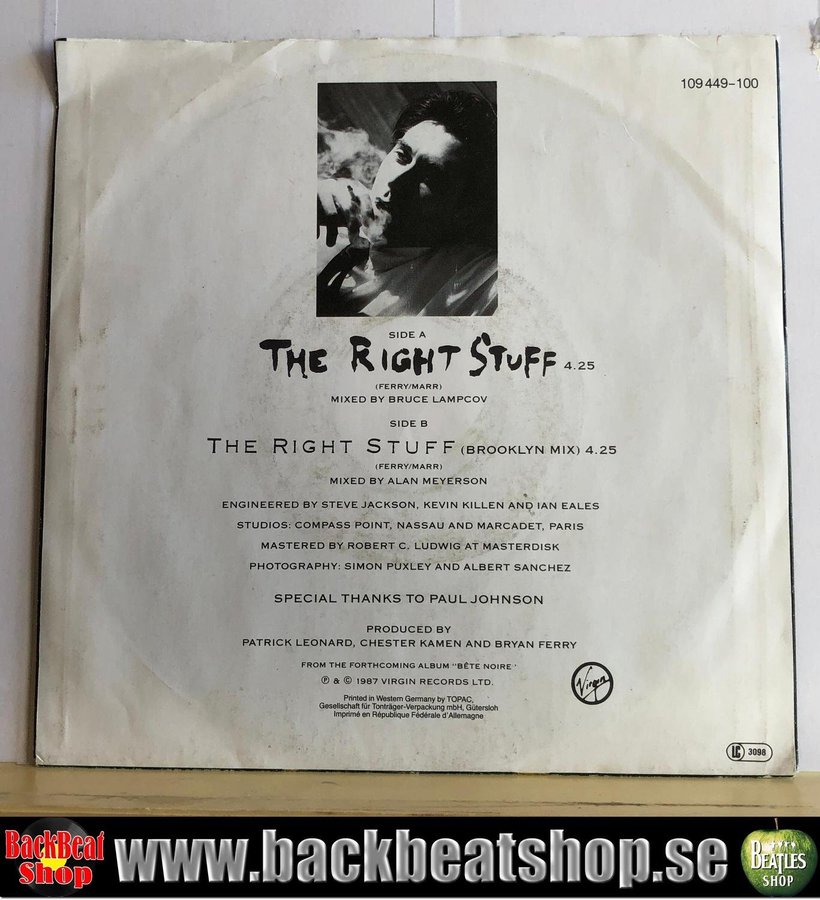 109 449-100
SIDE A
THE RIGHT STUFF 4.25
(FERRY/MARR)
MIXED BY BRUCE LAMPCOV
SIDE B
THE RIGHT STUFF (BROOKLYN MIX) 4.25
(FERRY/MARR)
MIXED BY ALAN MEYERSON
ENGINEERED BY STEVE JACKSON, KEVIN KILLEN AND IAN EALES
STUDIOS: COMPASS POINT, NASSAU AND MARCADET, PARIS
MASTERED BY ROBERT C. LUDWIG AT MASTERDISK
PHOTOGRAPHY: SIMON PUXLEY AND ALBERT SANCHEZ
SPECIAL THANKS TO PAUL JOHNSON
PRODUCED BY
PATRICK LEONARD, CHESTER KAMEN AND BRYAN FERRY
FROM THE FORTHCOMING ALBUM "BÊTE NOIRE'
℗ & © 1987 VIRGIN RECORDS LTD.
Virgin
Printed in Western Germany by TOPAC,
Gesellschaft für Tonträger-Verpackung mbH, Gütersloh
Imprimé en République Fédérale d'Allemagne
LC 3098
BackBeat
Shop
www.backbeatshop.se
BEATLES
SHOP